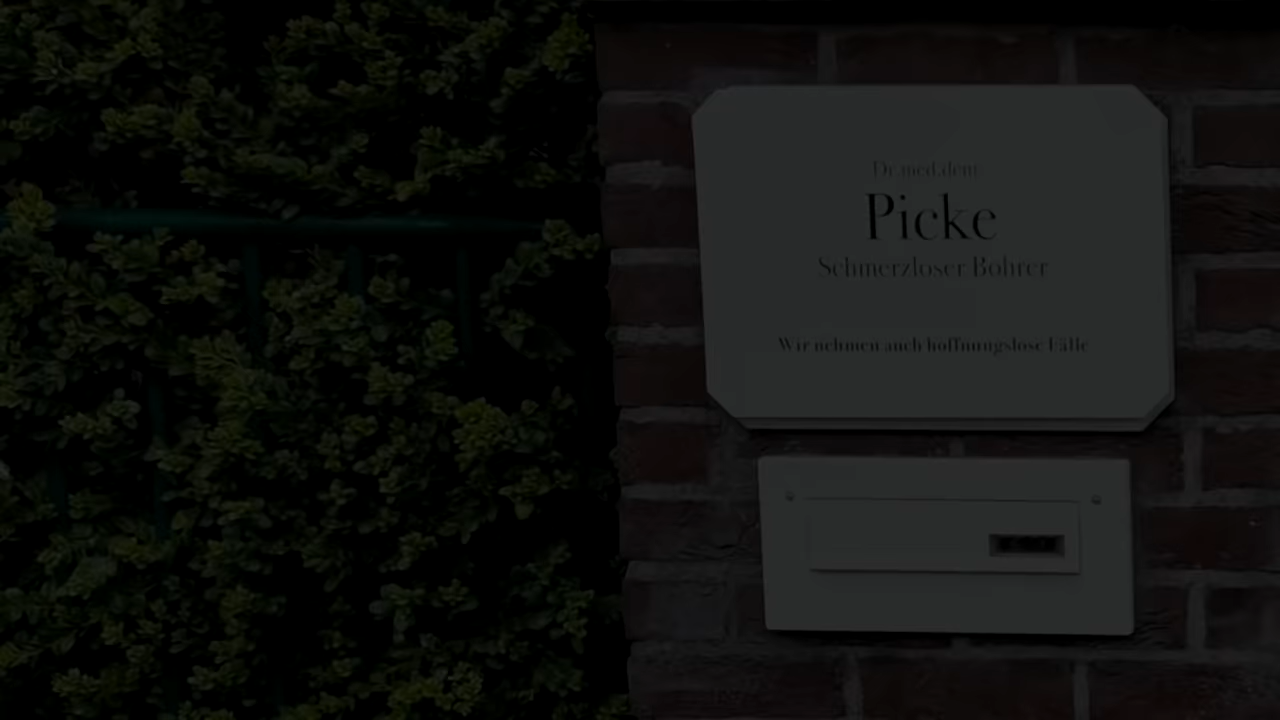 Dr. med. dent.
Picke
Schmerzloser Bohrer
Wir nehmen auch hoffnungslose Fälle